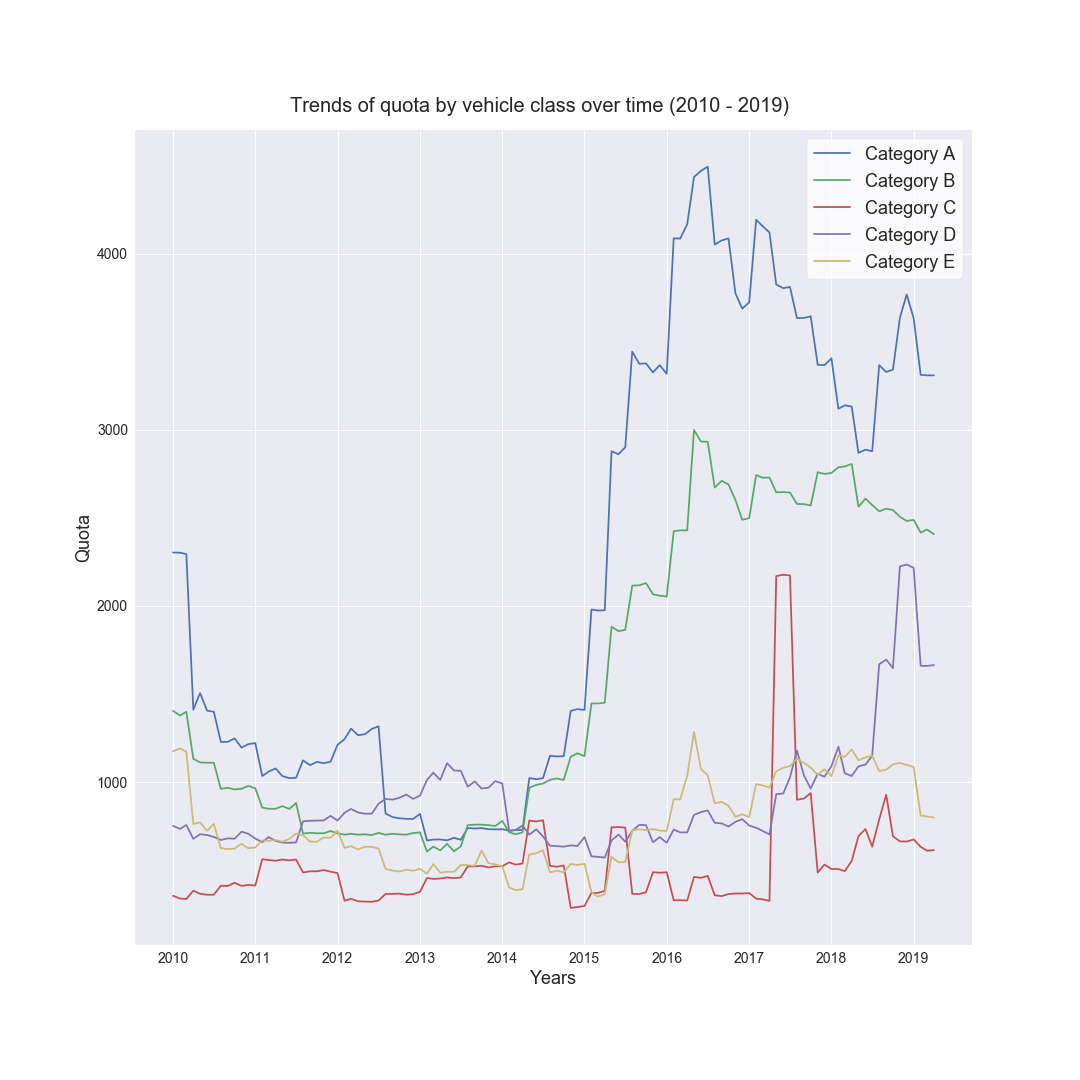 Trends of quota by vehicle class over time (2010 - 2019)
Category A
Category B
Category C
Category D
Category E
4000
3000
2000
1000
Quota
2010 2011 2012 2013 2014 2015 2016 2017 2018 2019
Years